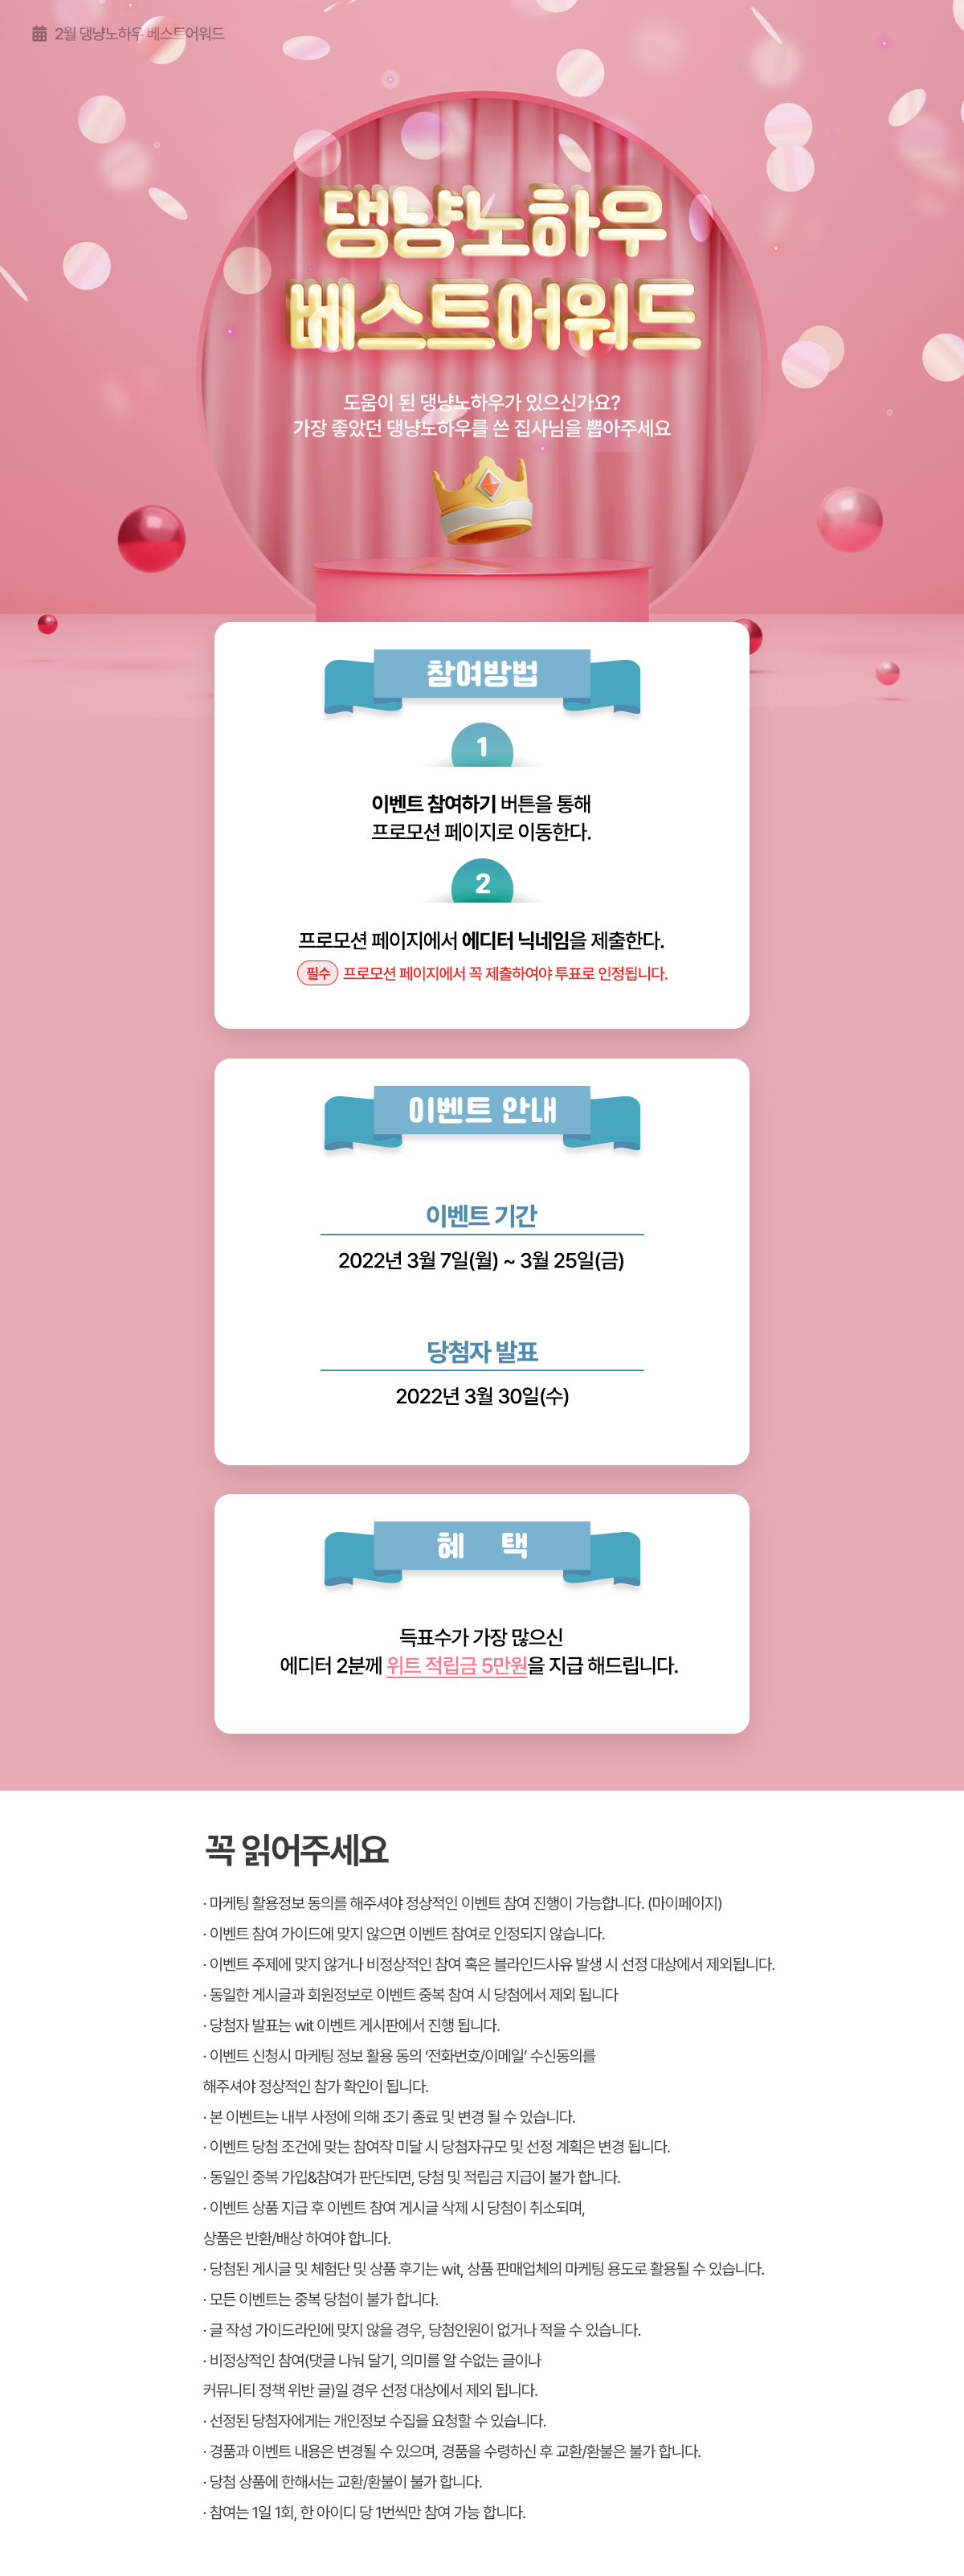 2월 댕냥노하우 베스트어워드
댕냥노하우
베스트어워드
도움이 된 댕냥노하우가 있으신가요?
가장 좋았던 댕냥노하우를 쓴 집사님을 뽑아주세요
참여방법
1
이벤트 참여하기 버튼을 통해
프로모션 페이지로 이동한다.
2
프로모션 페이지에서 에디터 닉네임을 제출한다.
필수 프로모션 페이지에서 꼭 제출하여야 투표로 인정됩니다.
이벤트 안내
이벤트 기간
2022년 3월 7일(월) ~ 3월 25일(금)
당첨자 발표
2022년 3월 30일(수)
혜 택
득표수가 가장 많으신
에디터 2분께 위트 적립금 5만원을 지급 해드립니다.
꼭 읽어주세요
· 마케팅 활용정보 동의를 해주셔야 정상적인 이벤트 참여 진행이 가능합니다. (마이페이지)
· 이벤트 참여 가이드에 맞지 않으면 이벤트 참여로 인정되지 않습니다.
· 이벤트 주제에 맞지 않거나 비정상적인 참여 혹은 블라인드사유 발생 시 선정 대상에서 제외됩니다.
· 동일한 게시글과 회원정보로 이벤트 중복 참여 시 당첨에서 제외 됩니다
· 당첨자 발표는 wit 이벤트 게시판에서 진행 됩니다.
· 이벤트 신청시 마케팅 정보 활용 동의 ‘전화번호/이메일’ 수신동의를
해주셔야 정상적인 참가 확인이 됩니다.
· 본 이벤트는 내부 사정에 의해 조기 종료 및 변경 될 수 있습니다.
· 이벤트 당첨 조건에 맞는 참여작 미달 시 당첨자규모 및 선정 계획은 변경 됩니다.
· 동일인 중복 가입&참여가 판단되면, 당첨 및 적립금 지급이 불가 합니다.
· 이벤트 상품 지급 후 이벤트 참여 게시글 삭제 시 당첨이 취소되며,
상품은 반환/배상 하여야 합니다.
· 당첨된 게시글 및 체험단 및 상품 후기는 wit, 상품 판매업체의 마케팅 용도로 활용될 수 있습니다.
· 모든 이벤트는 중복 당첨이 불가 합니다.
· 글 작성 가이드라인에 맞지 않을 경우, 당첨인원이 없거나 적을 수 있습니다.
· 비정상적인 참여(댓글 나눠 달기, 의미를 알 수없는 글이나
커뮤니티 정책 위반 글)일 경우 선정 대상에서 제외 됩니다.
· 선정된 당첨자에게는 개인정보 수집을 요청할 수 있습니다.
· 경품과 이벤트 내용은 변경될 수 있으며, 경품을 수령하신 후 교환/환불은 불가 합니다.
· 당첨 상품에 한해서는 교환/환불이 불가 합니다.
· 참여는 1일 1회, 한 아이디 당 1번씩만 참여 가능 합니다.